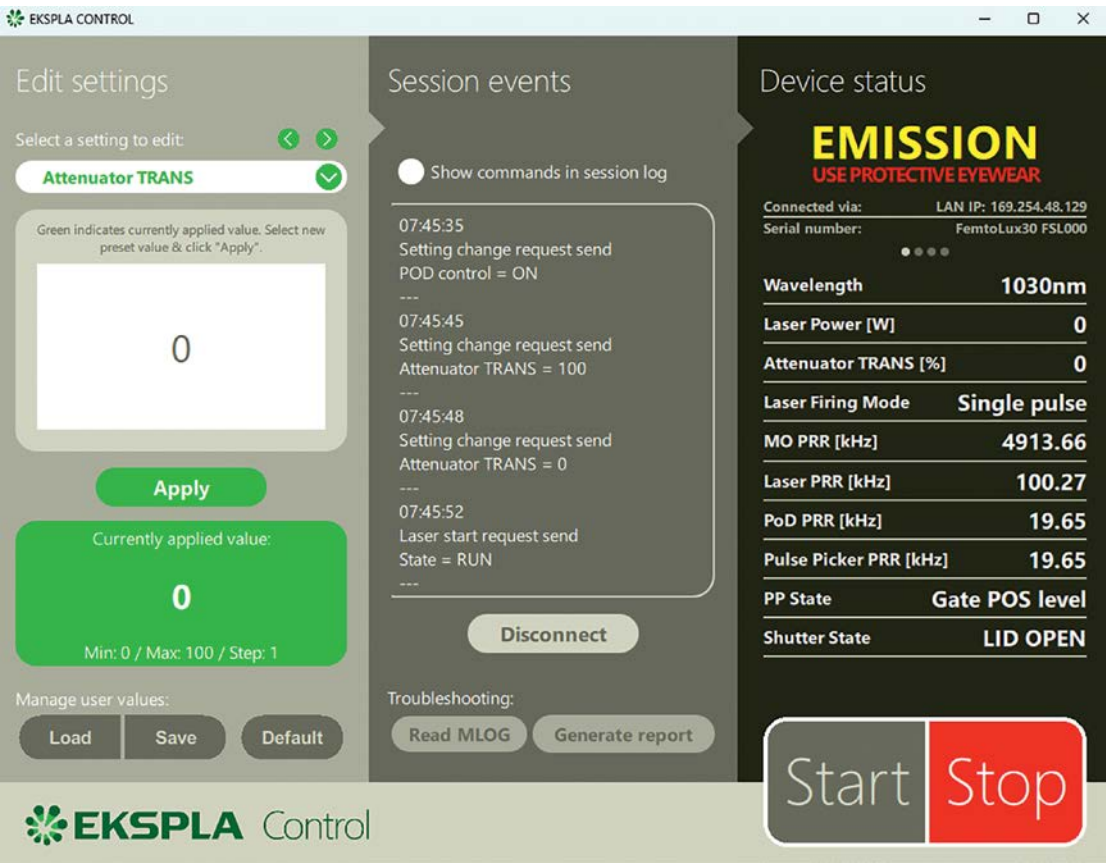 EKSPLA CONTROL
Edit settings
Select a setting to edit:
Attenuator TRANS
Green indicates currently applied value. Select new
preset value & click "Apply".
0
Apply
Currently applied value:
0
Min: 0 / Max: 100 / Step: 1
Manage user values:
Load Save Default
Session events
Show commands in session log
07:45:35
Setting change request send
POD control = ON
---
07:45:45
Setting change request send
Attenuator TRANS = 100
---
07:45:48
Setting change request send
Attenuator TRANS = 0
---
07:45:52
Laser start request send
State = RUN
---
Disconnect
Troubleshooting:
Read MLOG Generate report
Device status
EMISSION
USE PROTECTIVE EYEWEAR
Connected via: LAN IP: 169.254.48.129
Serial number: FemtoLux30 FSL000
Wavelength 1030nm
Laser Power [W] 0
Attenuator TRANS [%] 0
Laser Firing Mode Single pulse
MO PRR [kHz] 4913.66
Laser PRR [kHz] 100.27
PoD PRR [kHz] 19.65
Pulse Picker PRR [kHz] 19.65
PP State Gate POS level
Shutter State LID OPEN
Start Stop
EKSPLA Control